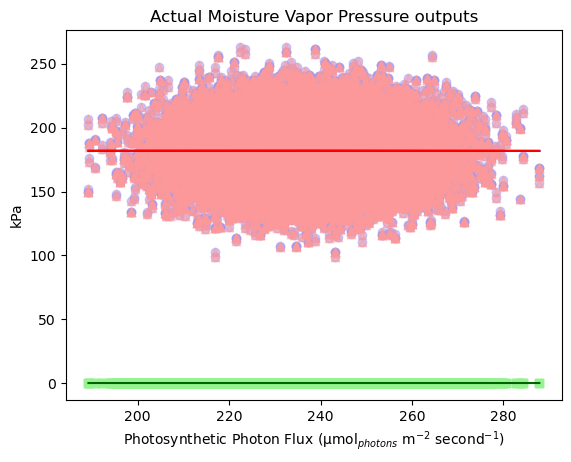 Actual Moisture Vapor Pressure outputs
250
200
150
100
50
0
kPa
200 220 240 260 280
Photosynthetic Photon Flux (μmol$_{photons}$ m$^{-2}$ second$^{-1}$)